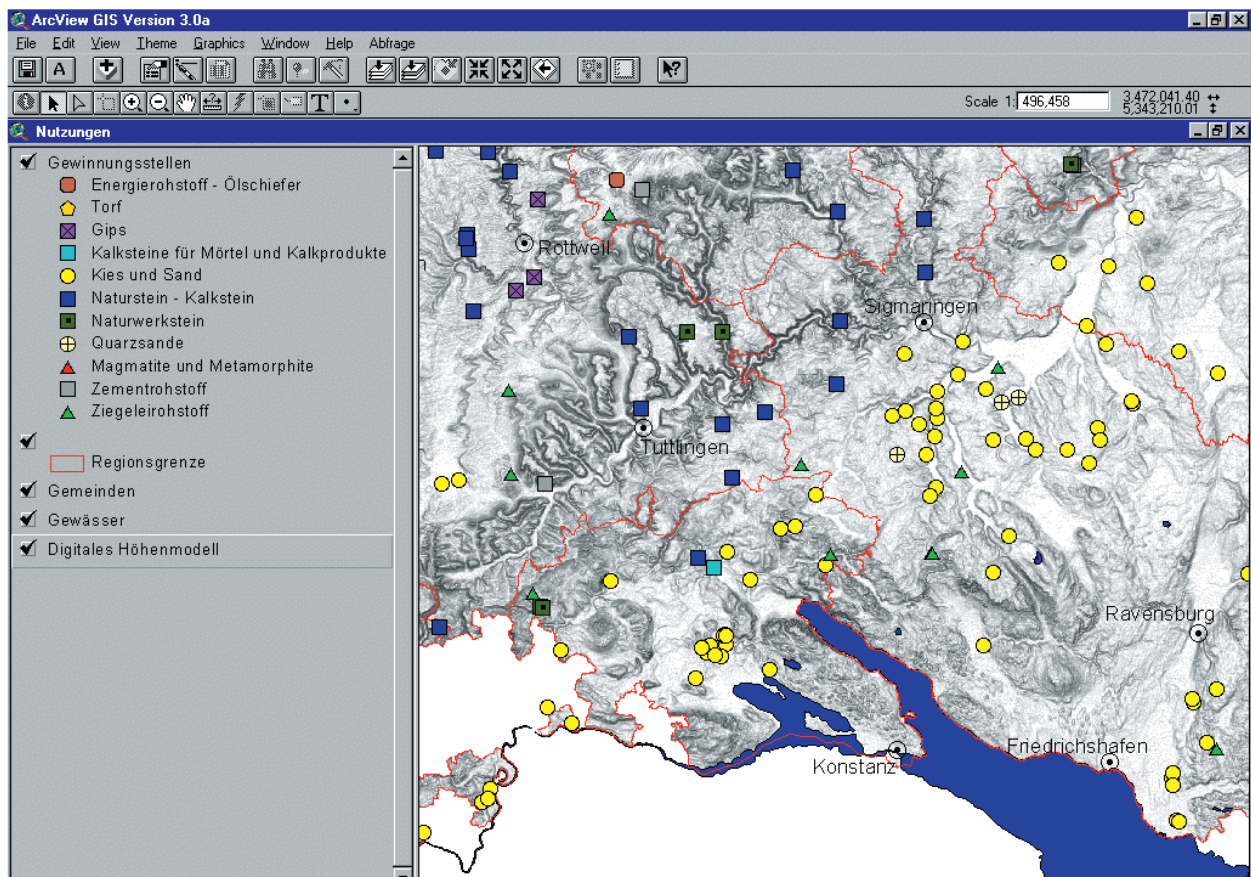 ArcView GIS Version 3.0a
File Edit View Theme Graphics Window Help Abfrage
A
T
Scale 1: 496,458
3,472,041.40
5,343,210.01
Nutzungen
Gewinnungsstellen
Energierohstoff - Ölschiefer
Torf
Gips
Kalksteine für Mörtel und Kalkprodukte
Kies und Sand
Naturstein - Kalkstein
Naturwerkstein
Quarzsande
Magmatite und Metamorphite
Zementrohstoff
Ziegeleirohstoff
Regionsgrenze
Gemeinden
Gewässer
Digitales Höhenmodell
Rottweil
Sigmaringen
Tuttlingen
Ravensburg
Friedrichshafen
Konstanz